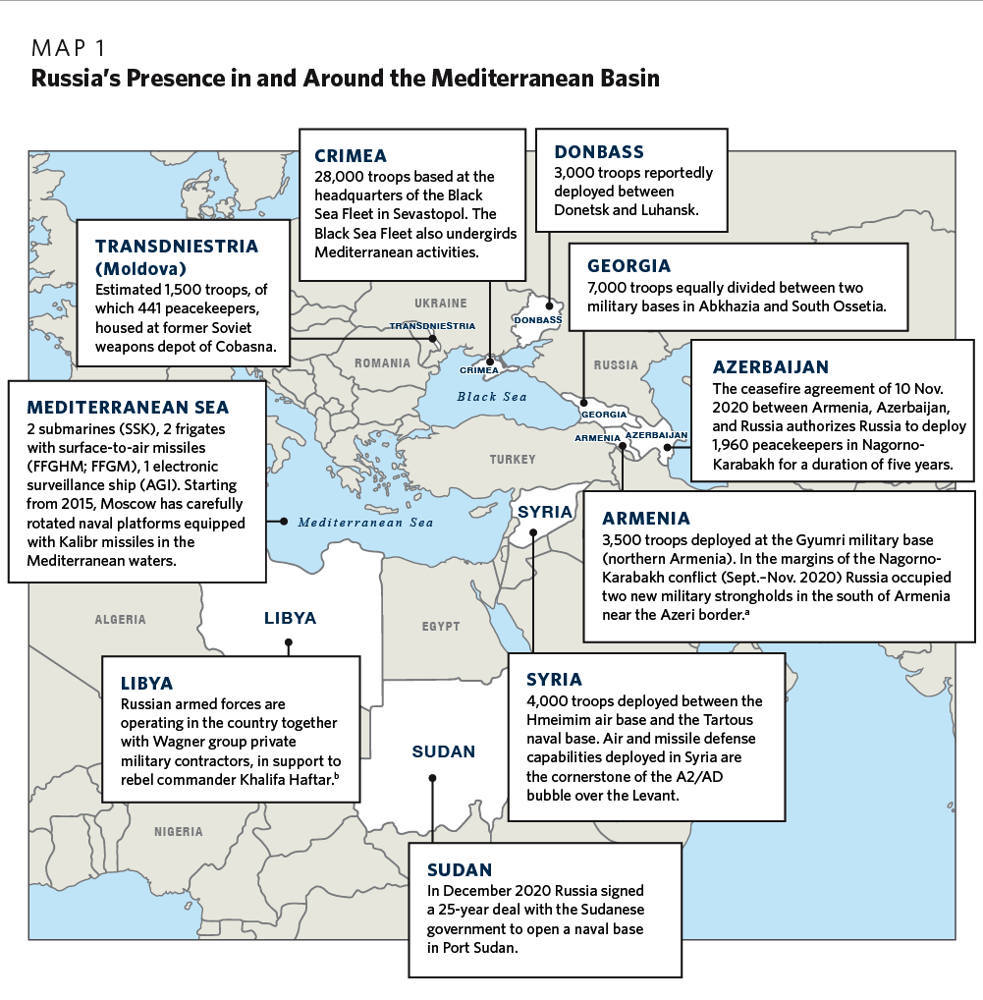 MAP 1
Russia's Presence in and Around the Mediterranean Basin
CRIMEA
28,000 troops based at the
headquarters of the Black
Sea Fleet in Sevastopol. The
Black Sea Fleet also undergirds
Mediterranean activities.
DONBASS
3,000 troops reportedly
deployed between
Donetsk and Luhansk.
TRANSDNIESTRIA
(Moldova)
Estimated 1,500 troops, of
which 441 peacekeepers,
housed at former Soviet
weapons depot of Cobasna.
GEORGIA
7,000 troops equally divided between two
military bases in Abkhazia and South Ossetia.
UKRAINE
TRANSDNIESTRIA
DONBASS
ROMANIA
CRIMEA
RUSSIA
Black Sea
GEORGIA
ARMENIA
AZERBAIJAN
TURKEY
AZERBAIJAN
The ceasefire agreement of 10 Nov.
2020 between Armenia, Azerbaijan,
and Russia authorizes Russia to deploy
1,960 peacekeepers in Nagorno-
Karabakh for a duration of five years.
MEDITERRANEAN SEA
2 submarines (SSK), 2 frigates
with surface-to-air missiles
(FFGHM; FFGM), 1 electronic
surveillance ship (AGI). Starting
from 2015, Moscow has carefully
rotated naval platforms equipped
with Kalibr missiles in the
Mediterranean waters.
Mediterranean Sea
SYRIA
ARMENIA
3,500 troops deployed at the Gyumri military base
(northern Armenia). In the margins of the Nagorno-
Karabakh conflict (Sept.–Nov. 2020) Russia occupied
two new military strongholds in the south of Armenia
near the Azeri border.ᵃ
ALGERIA
LIBYA
EGYPT
LIBYA
Russian armed forces are
operating in the country together
with Wagner group private
military contractors, in support to
rebel commander Khalifa Haftar.ᵇ
SYRIA
4,000 troops deployed between the
Hmeimim air base and the Tartous
naval base. Air and missile defense
capabilities deployed in Syria are
the cornerstone of the A2/AD
bubble over the Levant.
SUDAN
NIGERIA
SUDAN
In December 2020 Russia signed
a 25-year deal with the Sudanese
government to open a naval base
in Port Sudan.